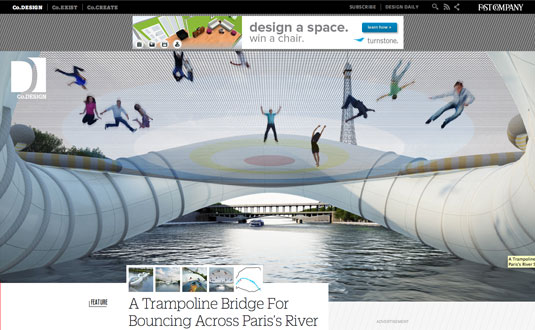 Co.DESIGN
Co.EXIST
Co.CREATE
SUBSCRIBE
DESIGN DAILY
FAST COMPANY
design a space.
win a chair.
learn how >
turnstone.
Co.DESIGN
A Trampoline
Paris's River S
FEATURE
A Trampoline Bridge For
Bouncing Across Paris's River
ADVERTISEMENT